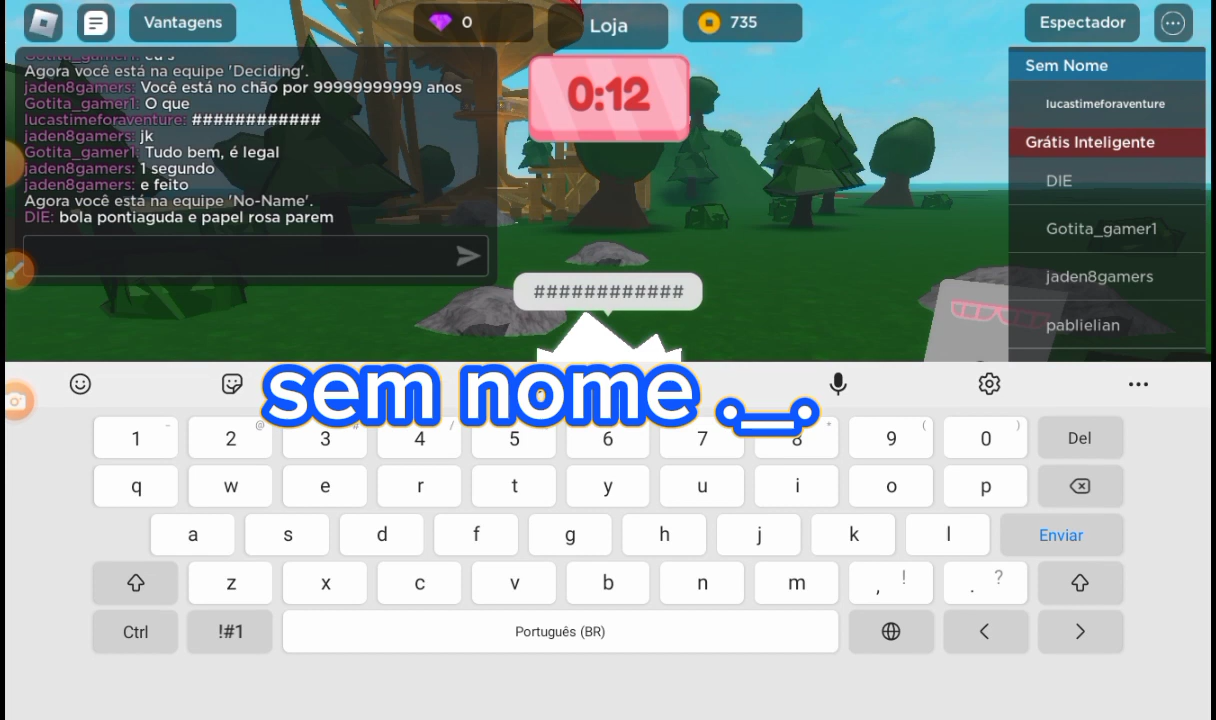 Vantagens
0
Loja
735
Espectador
Agora você está na equipe 'Deciding'.
jaden8gamers: Você está no chão por 99999999999 anos
Gotita_gamer1: O que
lucastimeforaventure: ############
jaden8gamers: jk
Gotita_gamer1: Tudo bem, é legal
jaden8gamers: 1 segundo
jaden8gamers: e feito
Agora você está na equipe 'No-Name'.
DIE: bola pontiaguda e papel rosa parem
0:12
Sem Nome
lucastimeforaventure
Grátis Inteligente
DIE
Gotita_gamer1
jaden8gamers
pablielian
############
sem nome .__.
1 2 3 4 5 6 7 8 9 0 Del
q w e r t y u i o p
a s d f g h j k l Enviar
z x c v b n m , ! . ?
Ctrl !#1 Português (BR) < >